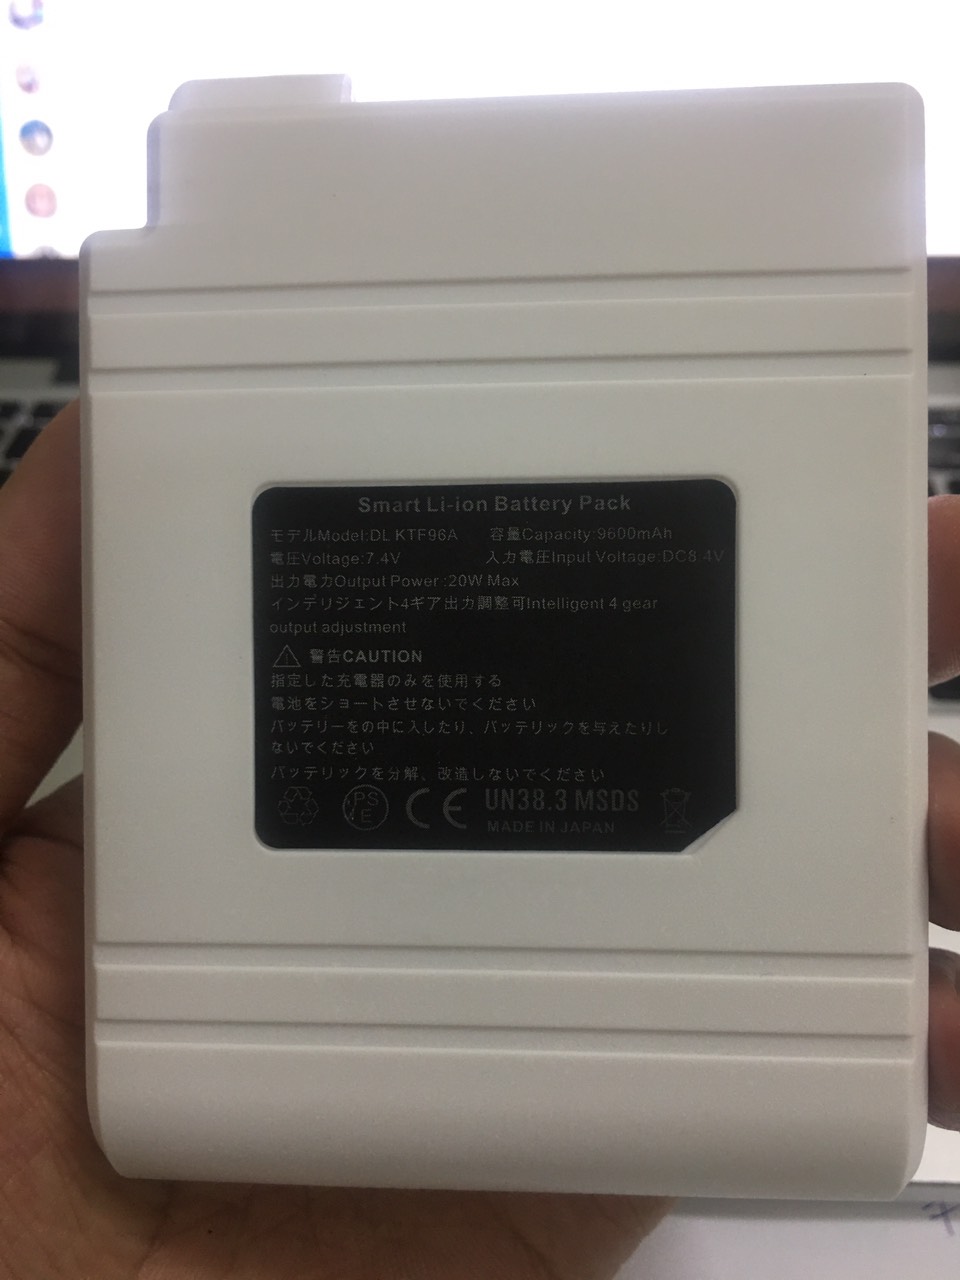 Smart Li-ion Battery Pack
モデルModel:DL KTF96A 容量Capacity:9600mAh
電圧Voltage:7.4V 入力電圧Input Voltage:DC8.4V
出力電力Output Power :20W Max
インデリジェント4ギア出力調整可Intelligent 4 gear
output adjustment
警告CAUTION
指定した充電器のみを使用する
電池をショートさせないでください
バッテリーをの中に入したり、バッテリックを与えたりし
ないでください
バッテリックを分解、改造しないでください
PS
E
CE
UN38.3 MSDS
MADE IN JAPAN